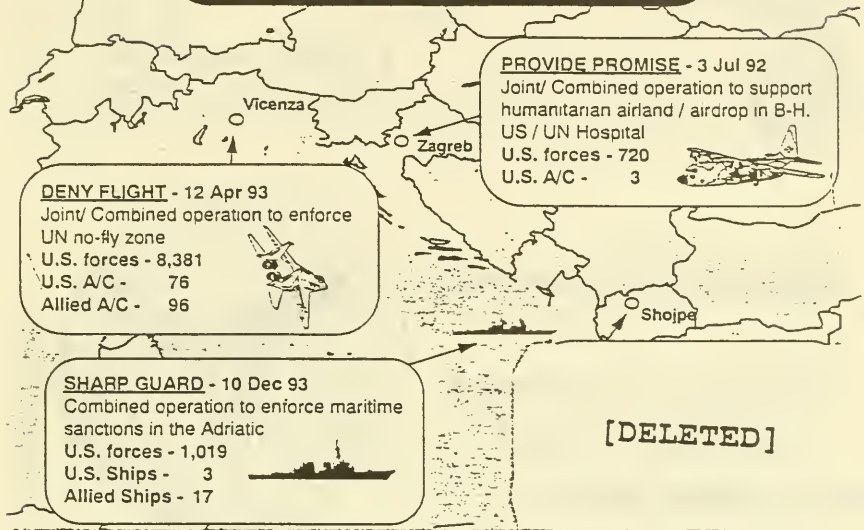 PROVIDE PROMISE - 3 Jul 92
Joint/ Combined operation to support
humanitarian airland / airdrop in B-H.
US / UN Hospital
U.S. forces - 720
U.S. A/C - 3
Vicenza
Zagreb
DENY FLIGHT - 12 Apr 93
Joint/ Combined operation to enforce
UN no-fly zone
U.S. forces - 8,381
U.S. A/C - 76
Allied A/C - 96
Shojpe
SHARP GUARD - 10 Dec 93
Combined operation to enforce maritime
sanctions in the Adriatic
U.S. forces - 1,019
U.S. Ships - 3
Allied Ships - 17
[DELETED]